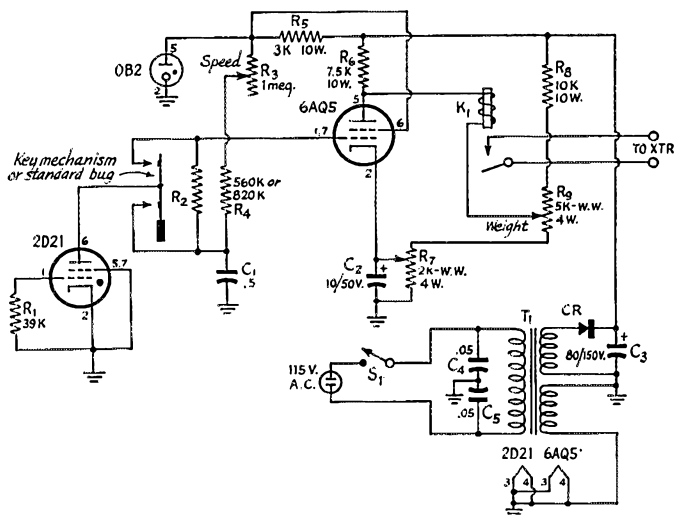 R5
3K 10W.
5
OB2
2
Speed
R3
1 meg.
R6
7.5K
10W.
R8
10K
10W.
6AQ5
5
6
1,7
2
K1
TO XTR
Key mechanism
or standard bug
R2
560K or
820K
R4
R9
5K-W.W.
4W.
Weight
2D21
6
5,7
1
2
R1
39K
C1
.5
C2
10/50V.
+
R7
2K-W.W.
4W.
T1
CR
115V.
A.C.
S1
.05
C4
.05
C5
80/150V.
+
C3
2D21 6AQ5
3 4 3 4